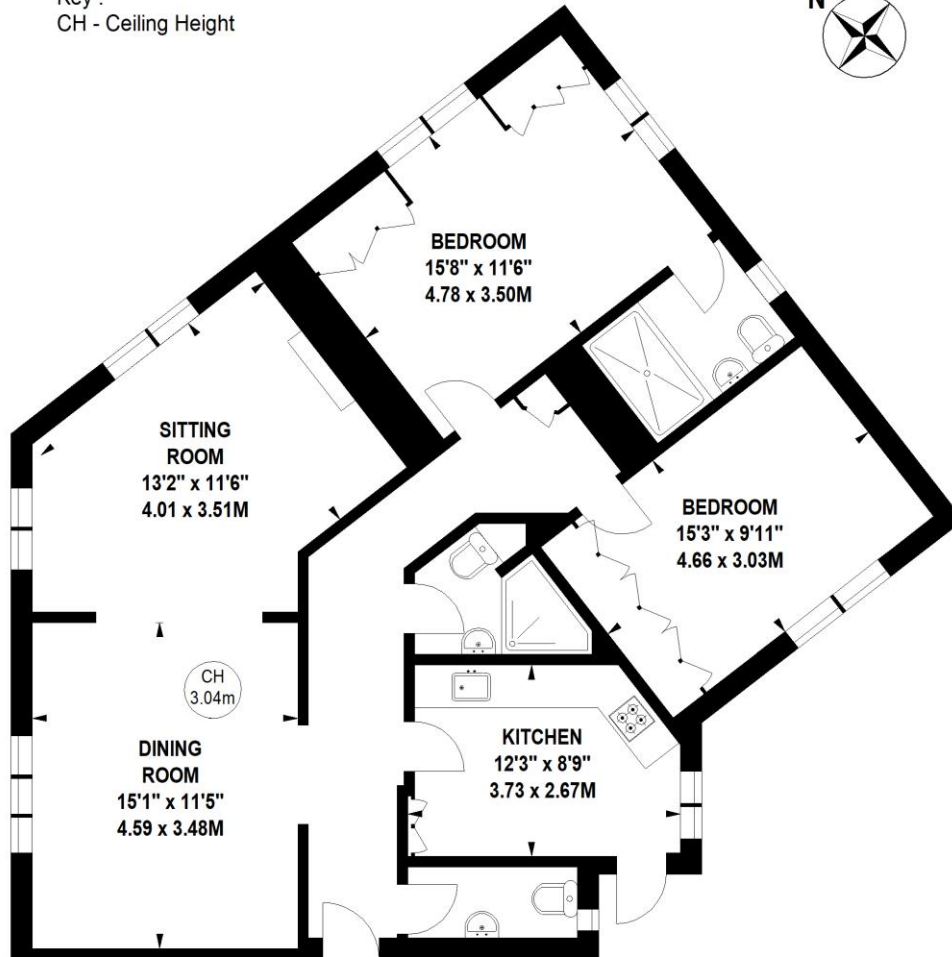 Key :
CH - Ceiling Height
N
BEDROOM
15'8" x 11'6"
4.78 x 3.50M
SITTING
ROOM
13'2" x 11'6"
4.01 x 3.51M
BEDROOM
15'3" x 9'11"
4.66 x 3.03M
CH
3.04m
DINING
ROOM
15'1" x 11'5"
4.59 x 3.48M
KITCHEN
12'3" x 8'9"
3.73 x 2.67M